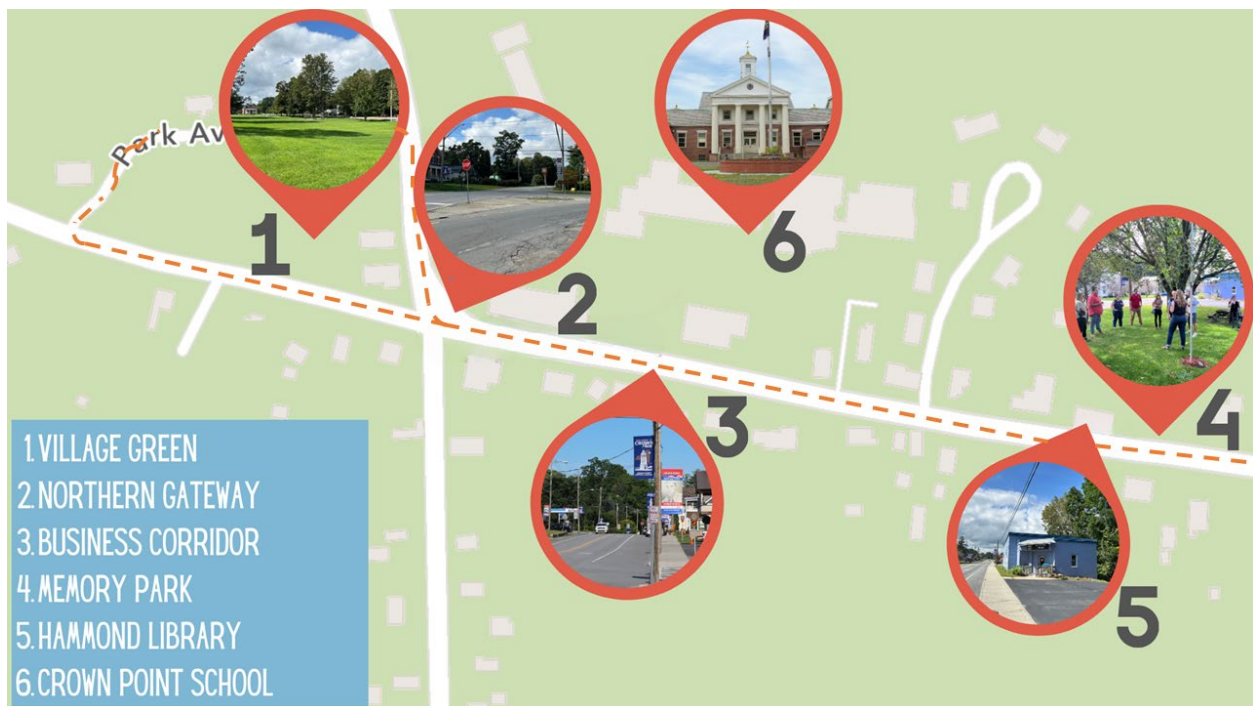 Park Av
1
2
3
4
5
6
1. VILLAGE GREEN
2. NORTHERN GATEWAY
3. BUSINESS CORRIDOR
4. MEMORY PARK
5. HAMMOND LIBRARY
6. CROWN POINT SCHOOL